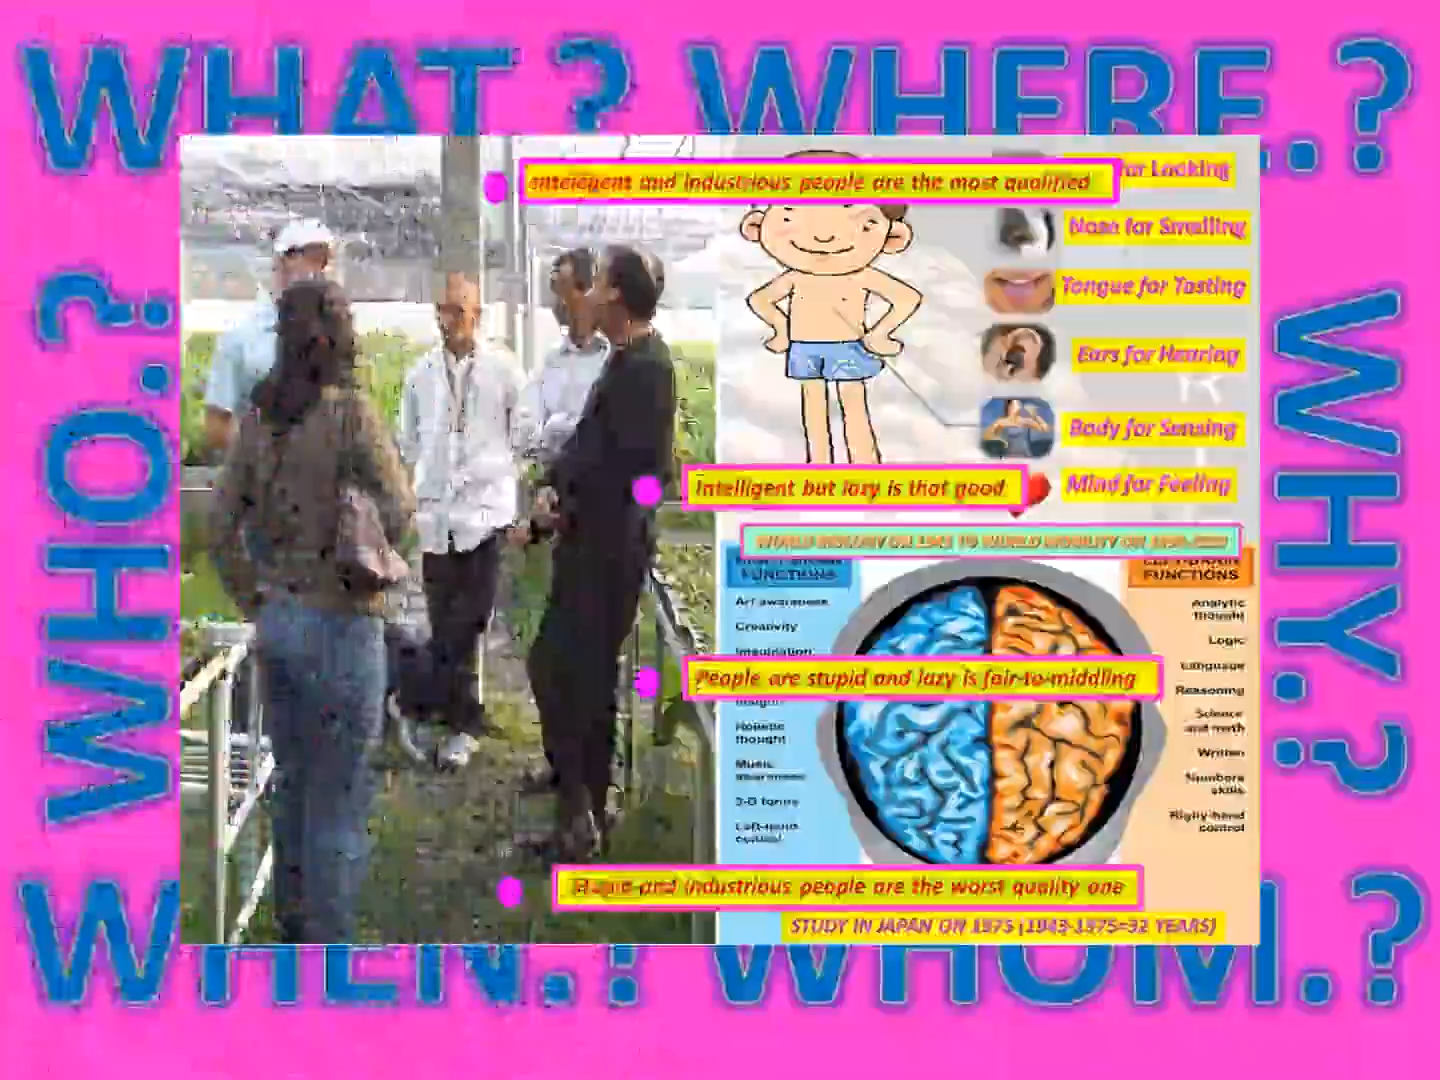 WHAT.? WHERE.?
WHO.?
WHY.?
and industrious people are the most qualified
for Looking
Nose for Smelling
Tongue for Tasting
Ears for Hearing
Body for Sensing
Intelligent but lazy is that good
Mind for Feeling
FUNCTIONS
FUNCTIONS
Art awareness
Creativity
Imagination
People are stupid and lazy is fair-to-middling
Insight
Holistic
thought
Music
awareness
3-D forms
Left-hand
control
Analytic
thought
Logic
Language
Reasoning
Science
and math
Written
Numbers
skills
Right-hand
control
and industrious people are the worst quality one
STUDY IN JAPAN ON 1975 (1943-1975=32 YEARS)
WHEN.? WHOM.?